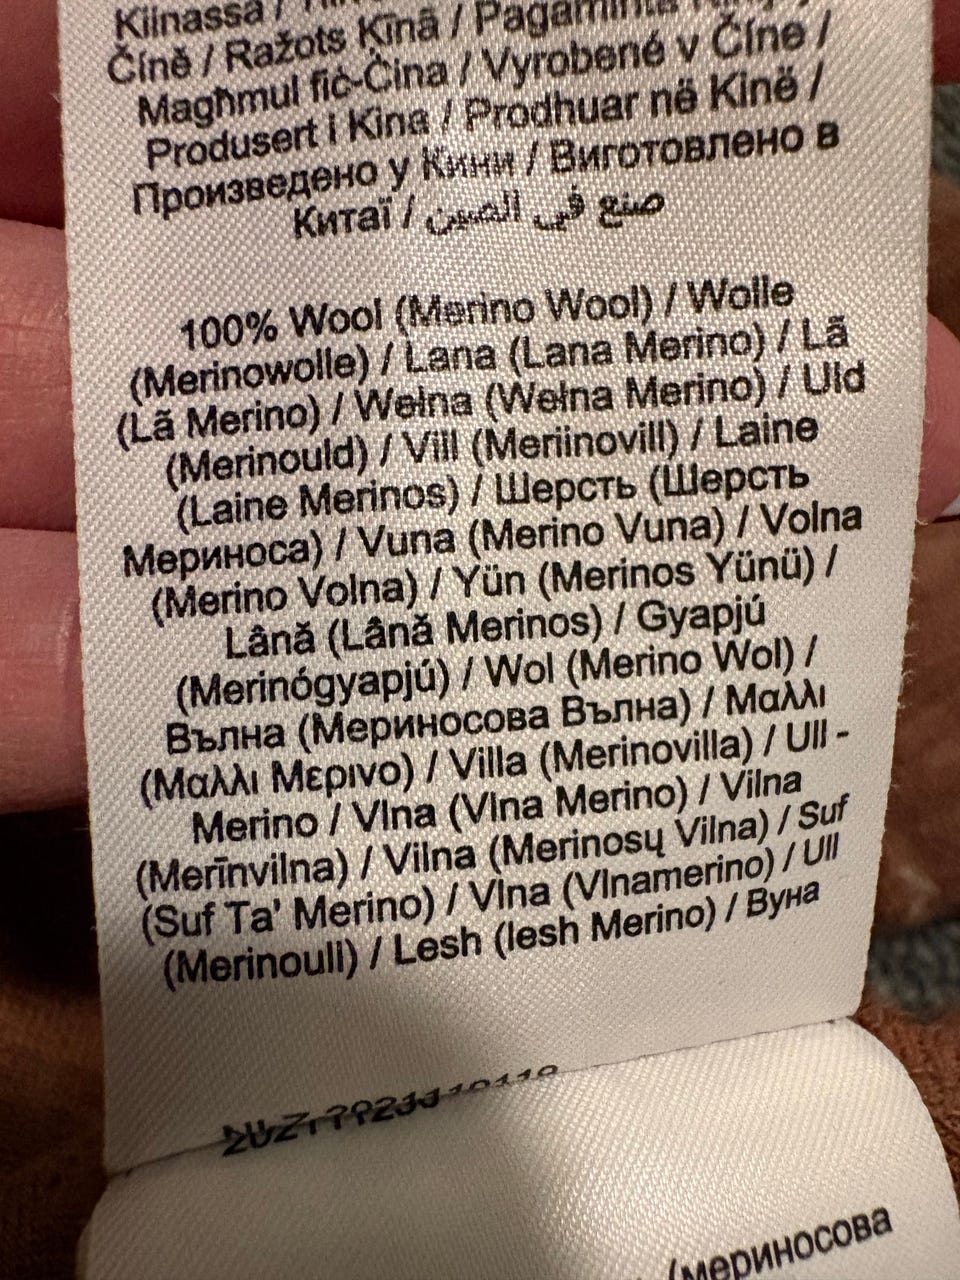 Kiinassa /
Číně / Ražots Ķīnā / Pagaminta
Magħmul fiċ-Ċina / Vyrobené v Číne /
Produsert i Kina / Prodhuar në Kinë /
Произведено у Кини / Виготовлено в
Китаї / صنع في الصين
100% Wool (Merino Wool) / Wolle
(Merinowolle) / Lana (Lana Merino) / Lã
(Lã Merino) / Wełna (Wełna Merino) / Uld
(Merinould) / Vill (Meriinovill) / Laine
(Laine Merinos) / Шерсть (Шерсть
Мериноса) / Vuna (Merino Vuna) / Volna
(Merino Volna) / Yün (Merinos Yünü) /
Lână (Lână Merinos) / Gyapjú
(Merinógyapjú) / Wol (Merino Wol) /
Вълна (Мериносова Вълна) / Μαλλι
(Μαλλι Μερινο) / Villa (Merinovilla) / Ull -
Merino / Vlna (Vlna Merino) / Vilna
(Merīnvilna) / Vilna (Merinosų Vilna) / Suf
(Suf Ta' Merino) / Vlna (Vlnamerino) / Ull
(Merinoull) / Lesh (lesh Merino) / Вуна
/(мериносова